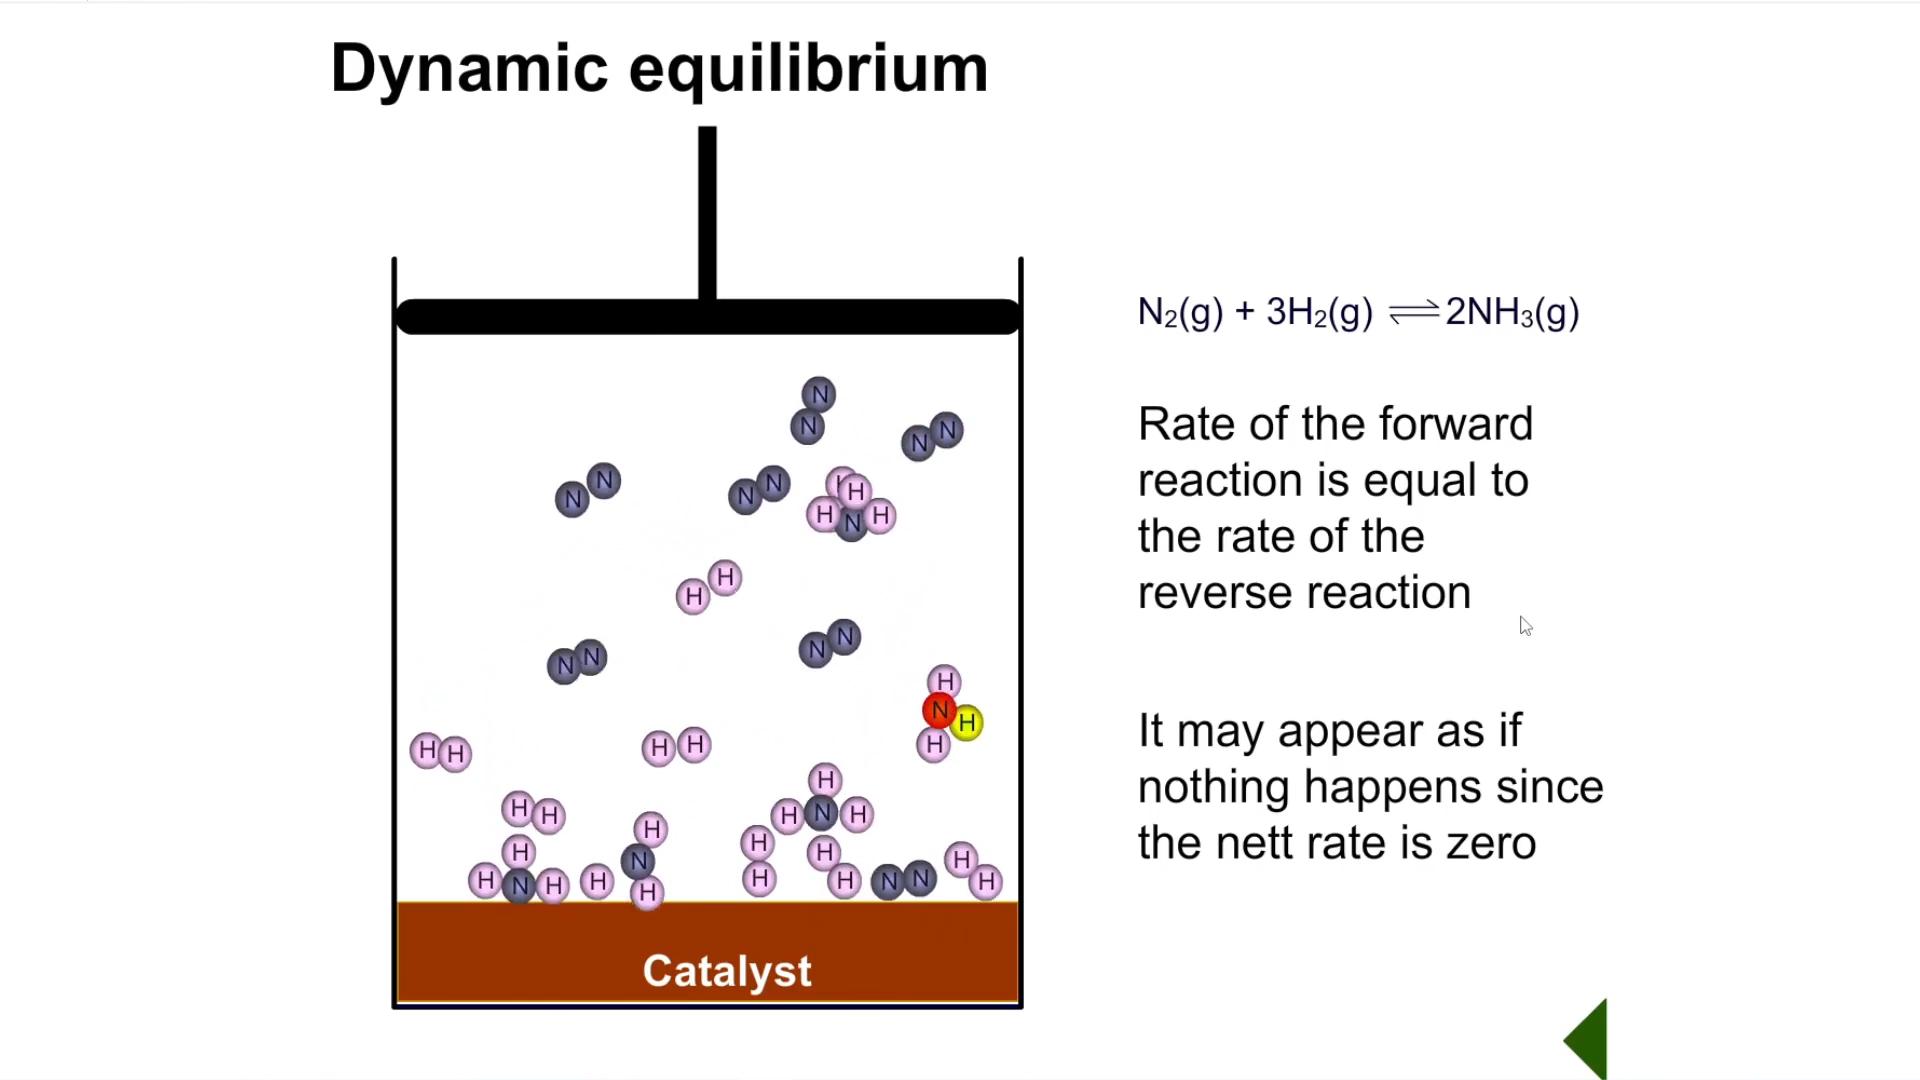 Dynamic equilibrium
N₂(g) + 3H₂(g) ⇌ 2NH₃(g)
Rate of the forward
reaction is equal to
the rate of the
reverse reaction
It may appear as if
nothing happens since
the nett rate is zero
N
N
N
N
N
N
N
N
H
H
H
N
H
H
H
N
N
N
N
H
N
H
H
H
H
H
H
H
H
H
N
H
H
H
H
N
H
H
H
N
H
H
H
H
H
N
N
H
H
Catalyst